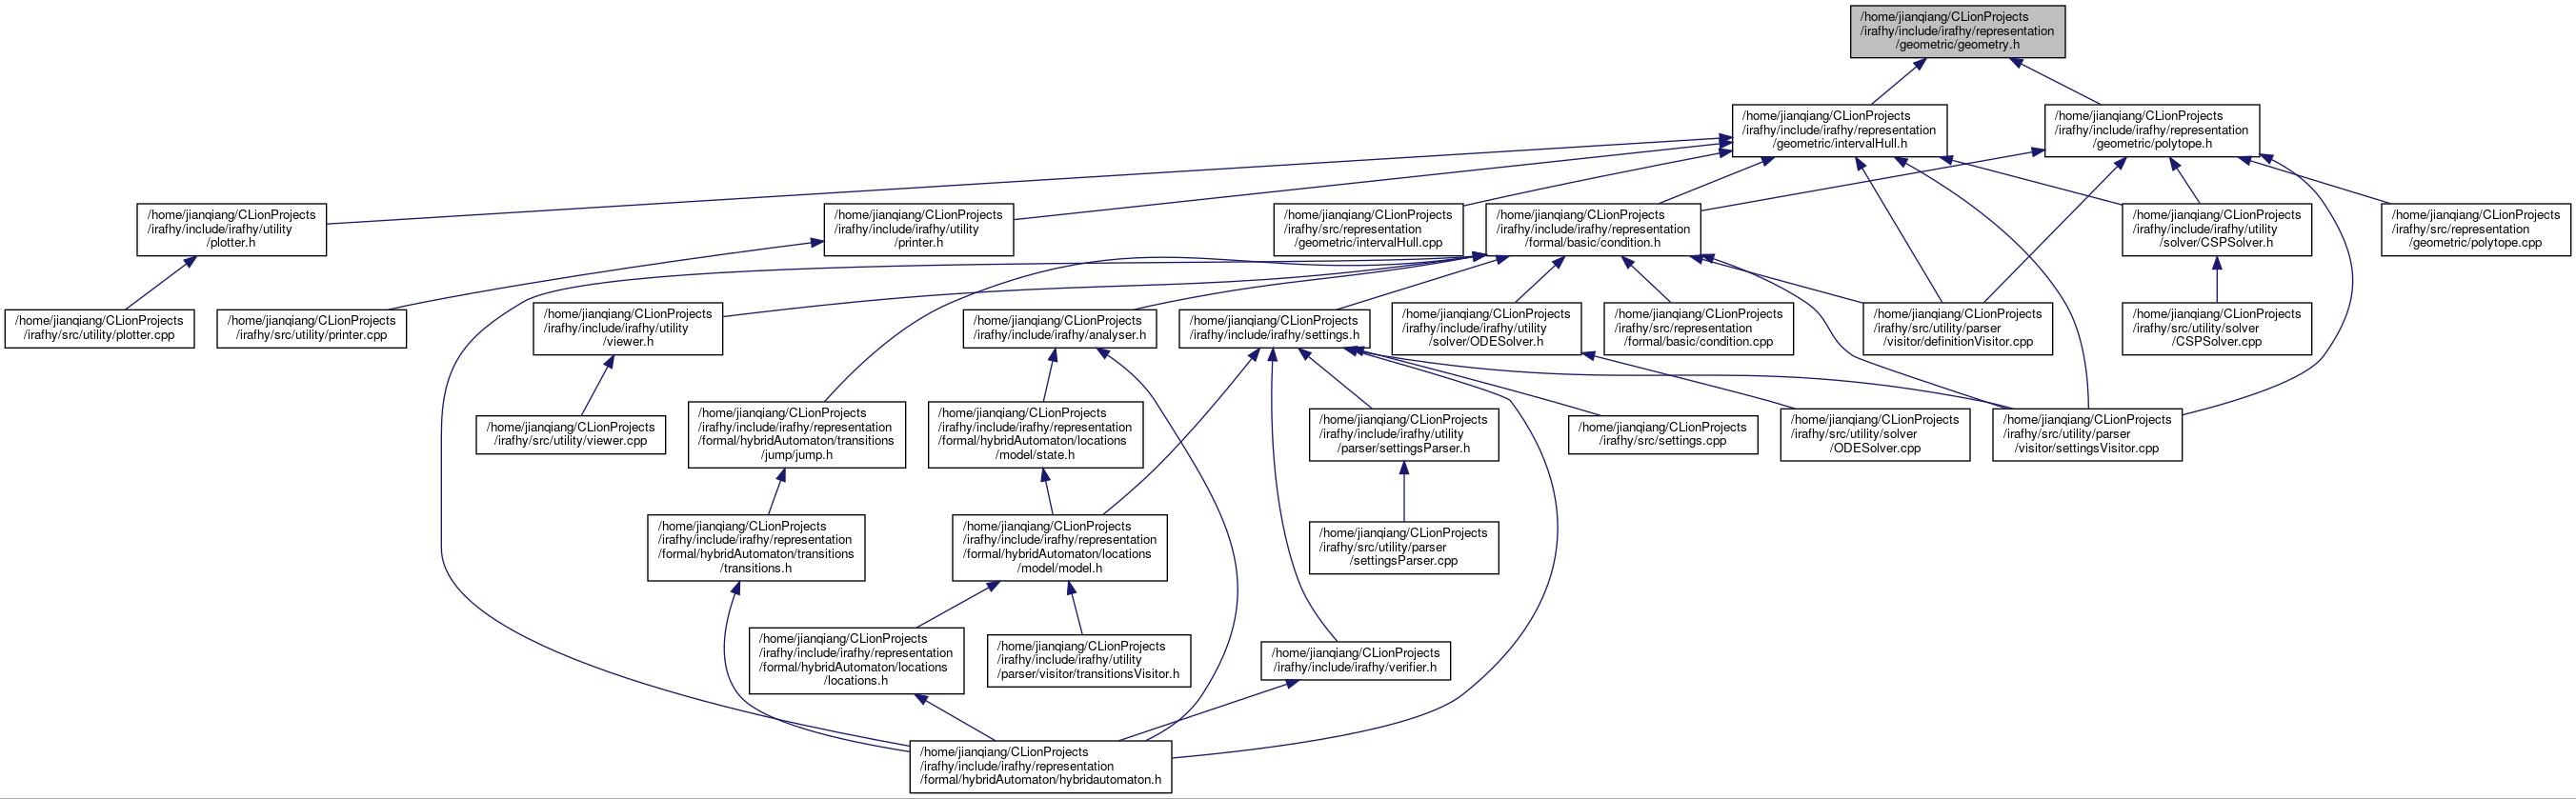 /home/jianqiang/CLionProjects
/irafhy/include/irafhy/representation
/geometric/geometry.h
/home/jianqiang/CLionProjects
/irafhy/include/irafhy/representation
/geometric/intervalHull.h
/home/jianqiang/CLionProjects
/irafhy/include/irafhy/representation
/geometric/polytope.h
/home/jianqiang/CLionProjects
/irafhy/include/irafhy/utility
/plotter.h
/home/jianqiang/CLionProjects
/irafhy/include/irafhy/utility
/printer.h
/home/jianqiang/CLionProjects
/irafhy/src/representation
/geometric/intervalHull.cpp
/home/jianqiang/CLionProjects
/irafhy/include/irafhy/representation
/formal/basic/condition.h
/home/jianqiang/CLionProjects
/irafhy/include/irafhy/utility
/solver/CSPSolver.h
/home/jianqiang/CLionProjects
/irafhy/src/representation
/geometric/polytope.cpp
/home/jianqiang/CLionProjects
/irafhy/src/utility/plotter.cpp
/home/jianqiang/CLionProjects
/irafhy/src/utility/printer.cpp
/home/jianqiang/CLionProjects
/irafhy/include/irafhy/utility
/viewer.h
/home/jianqiang/CLionProjects
/irafhy/include/irafhy/analyser.h
/home/jianqiang/CLionProjects
/irafhy/include/irafhy/settings.h
/home/jianqiang/CLionProjects
/irafhy/include/irafhy/utility
/solver/ODESolver.h
/home/jianqiang/CLionProjects
/irafhy/src/representation
/formal/basic/condition.cpp
/home/jianqiang/CLionProjects
/irafhy/src/utility/parser
/visitor/definitionVisitor.cpp
/home/jianqiang/CLionProjects
/irafhy/src/utility/solver
/CSPSolver.cpp
/home/jianqiang/CLionProjects
/irafhy/src/utility/viewer.cpp
/home/jianqiang/CLionProjects
/irafhy/include/irafhy/representation
/formal/hybridAutomaton/transitions
/jump/jump.h
/home/jianqiang/CLionProjects
/irafhy/include/irafhy/representation
/formal/hybridAutomaton/locations
/model/state.h
/home/jianqiang/CLionProjects
/irafhy/include/irafhy/utility
/parser/settingsParser.h
/home/jianqiang/CLionProjects
/irafhy/src/settings.cpp
/home/jianqiang/CLionProjects
/irafhy/src/utility/solver
/ODESolver.cpp
/home/jianqiang/CLionProjects
/irafhy/src/utility/parser
/visitor/settingsVisitor.cpp
/home/jianqiang/CLionProjects
/irafhy/include/irafhy/representation
/formal/hybridAutomaton/transitions
/transitions.h
/home/jianqiang/CLionProjects
/irafhy/include/irafhy/representation
/formal/hybridAutomaton/locations
/model/model.h
/home/jianqiang/CLionProjects
/irafhy/src/utility/parser
/settingsParser.cpp
/home/jianqiang/CLionProjects
/irafhy/include/irafhy/representation
/formal/hybridAutomaton/locations
/locations.h
/home/jianqiang/CLionProjects
/irafhy/include/irafhy/utility
/parser/visitor/transitionsVisitor.h
/home/jianqiang/CLionProjects
/irafhy/include/irafhy/verifier.h
/home/jianqiang/CLionProjects
/irafhy/include/irafhy/representation
/formal/hybridAutomaton/hybridautomaton.h